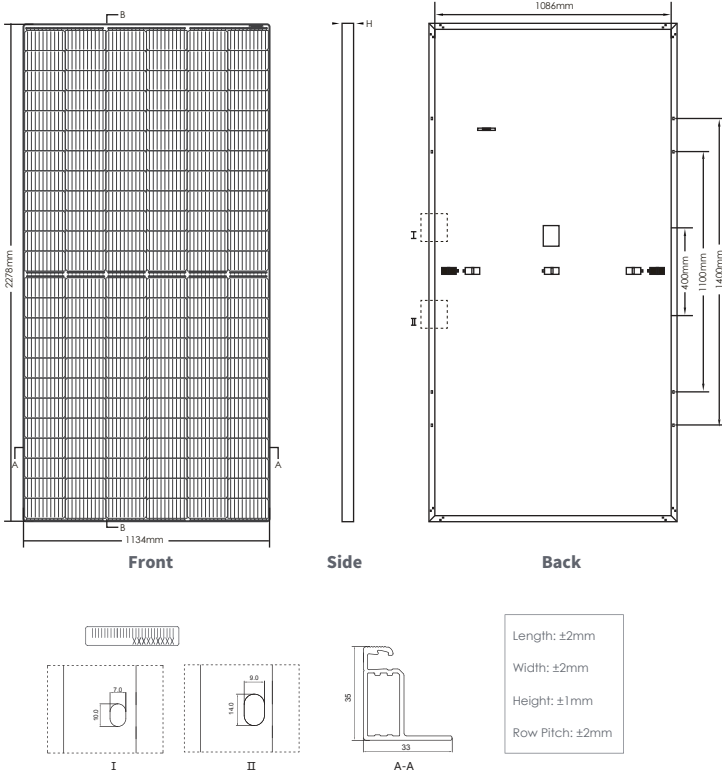 B
H
1086mm
2278mm
I
II
400mm
1100mm
1400mm
A
A
B
1134mm
Front
Side
Back
7.0
10.0
I
9.0
14.0
II
35
33
A-A
Length: ±2mm
Width: ±2mm
Height: ±1mm
Row Pitch: ±2mm